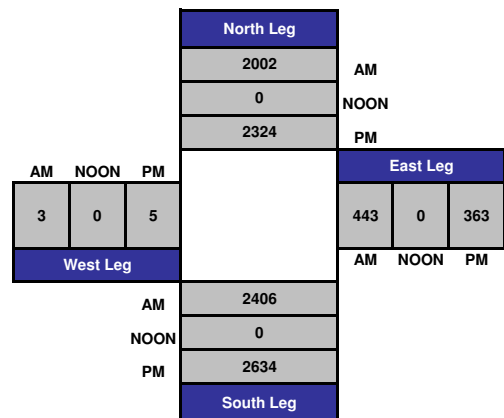 North Leg
2002 AM
0 NOON
2324 PM
AM NOON PM
East Leg
3 0 5
443 0 363
West Leg
AM NOON PM
AM 2406
NOON 0
PM 2634
South Leg